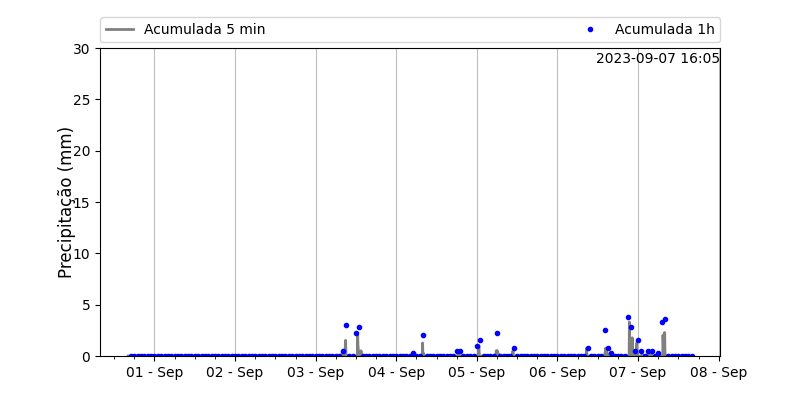 Acumulada 5 min
Acumulada 1h
2023-09-07 16:05
Precipitação (mm)
30
25
20
15
10
5
0
01 - Sep
02 - Sep
03 - Sep
04 - Sep
05 - Sep
06 - Sep
07 - Sep
08 - Sep